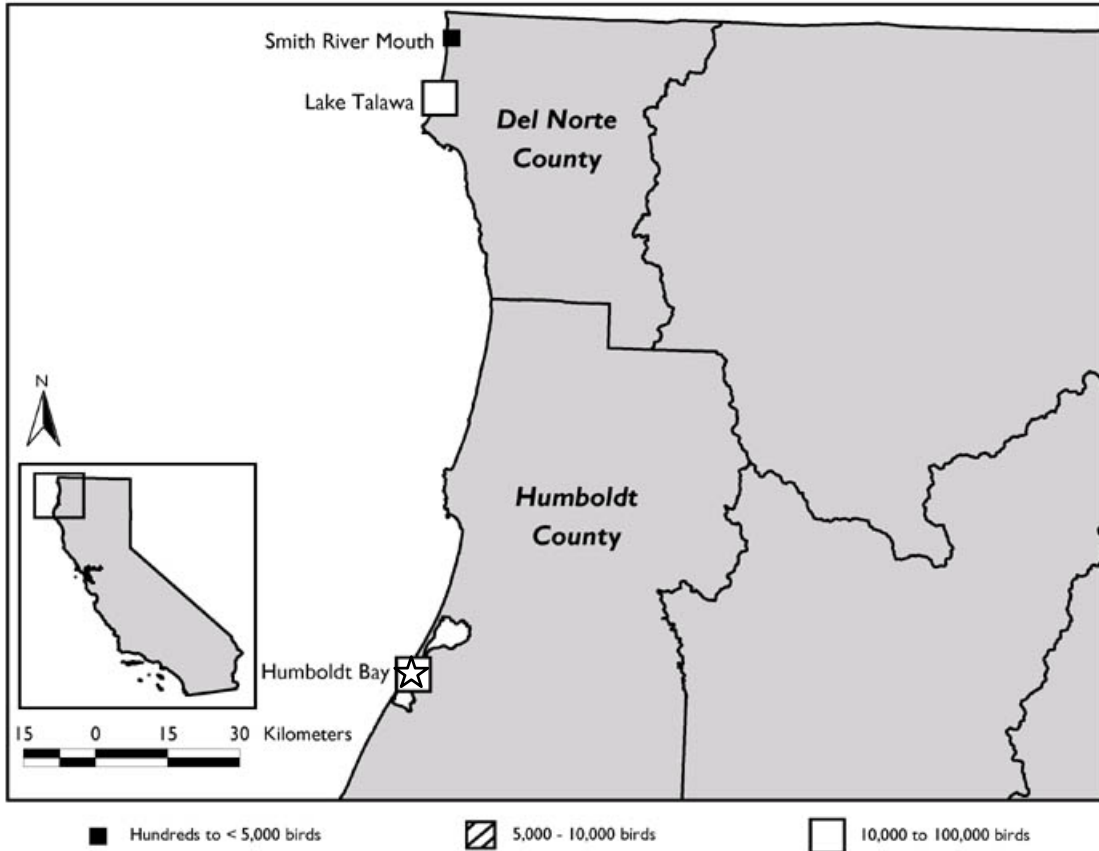 Smith River Mouth
Lake Talawa
Del Norte
County
N
Humboldt
County
Humboldt Bay
15 0 15 30 Kilometers
Hundreds to < 5,000 birds
5,000 - 10,000 birds
10,000 to 100,000 birds